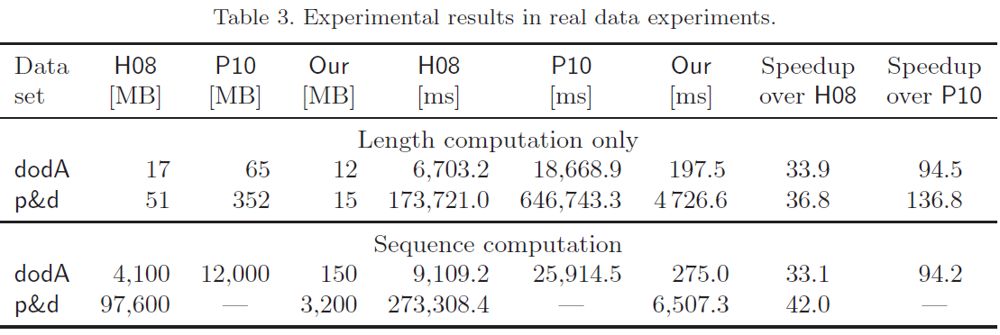 Table 3. Experimental results in real data experiments.
Data H08 P10 Our H08 P10 Our Speedup Speedup
set [MB] [MB] [MB] [ms] [ms] [ms] over H08 over P10
Length computation only
dodA 17 65 12 6,703.2 18,668.9 197.5 33.9 94.5
p&d 51 352 15 173,721.0 646,743.3 4 726.6 36.8 136.8
Sequence computation
dodA 4,100 12,000 150 9,109.2 25,914.5 275.0 33.1 94.2
p&d 97,600 — 3,200 273,308.4 — 6,507.3 42.0 —